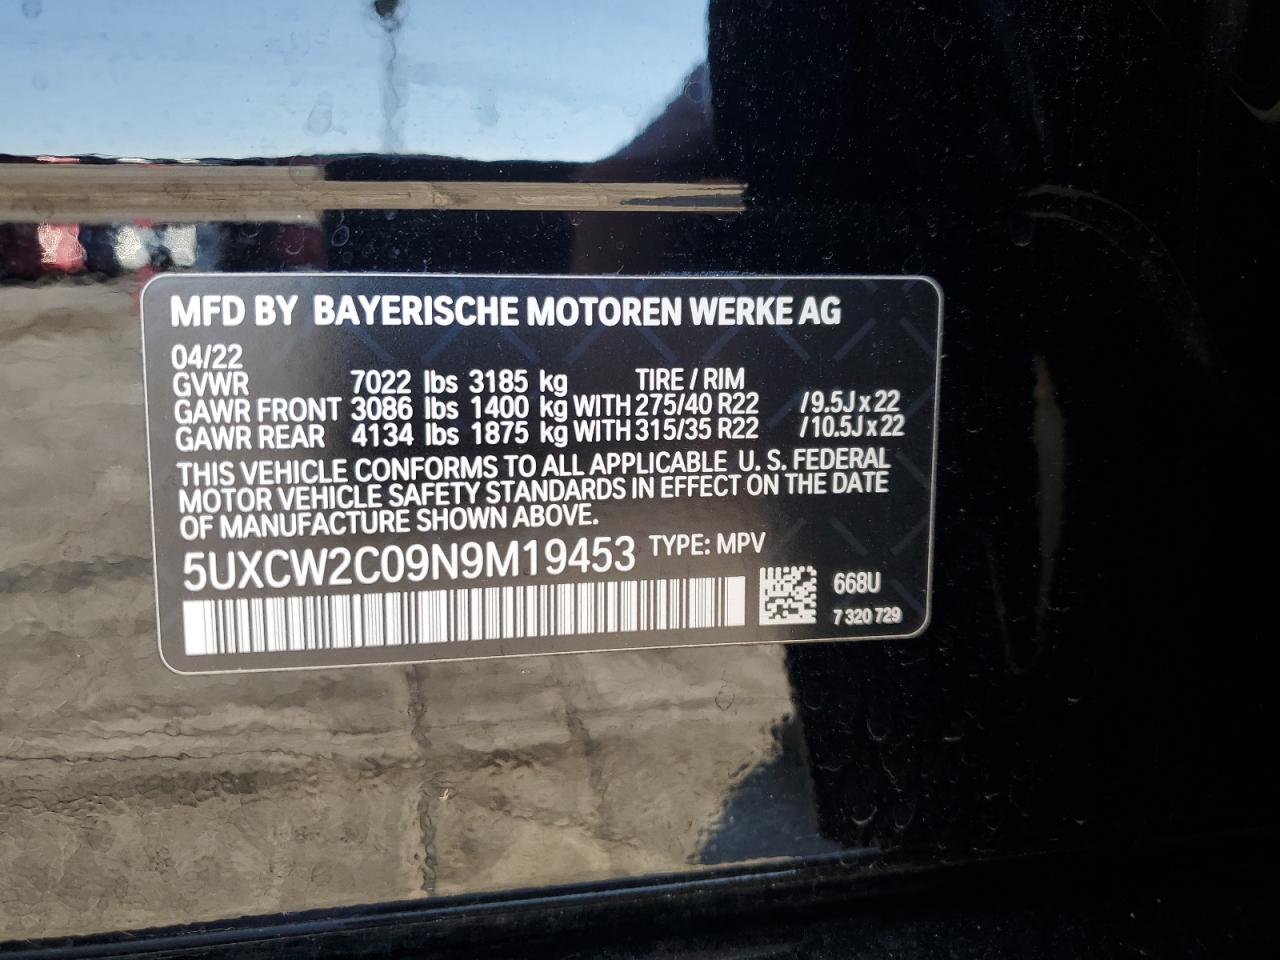 MFD BY BAYERISCHE MOTOREN WERKE AG
04/22
GVWR 7022 lbs 3185 kg TIRE / RIM
GAWR FRONT 3086 lbs 1400 kg WITH 275/40 R22 /9.5J x 22
GAWR REAR 4134 lbs 1875 kg WITH 315/35 R22 /10.5J x 22
THIS VEHICLE CONFORMS TO ALL APPLICABLE U. S. FEDERAL
MOTOR VEHICLE SAFETY STANDARDS IN EFFECT ON THE DATE
OF MANUFACTURE SHOWN ABOVE.
5UXCW2C09N9M19453 TYPE: MPV
668U
7 320 729